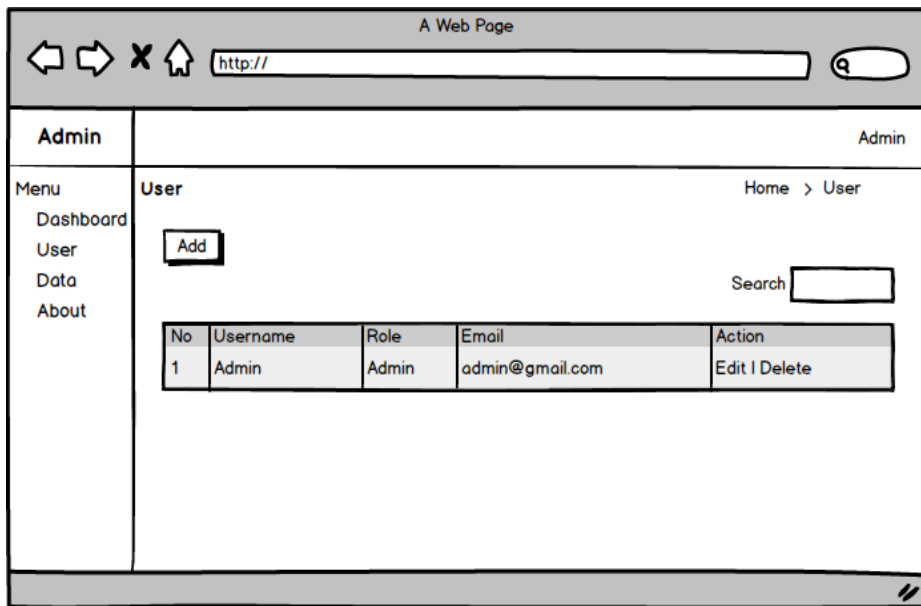 A Web Page
http://
Admin
Admin
Menu
Dashboard
User
Data
About
User
Home > User
Add
Search
No Username Role Email Action
1 Admin Admin admin@gmail.com Edit | Delete